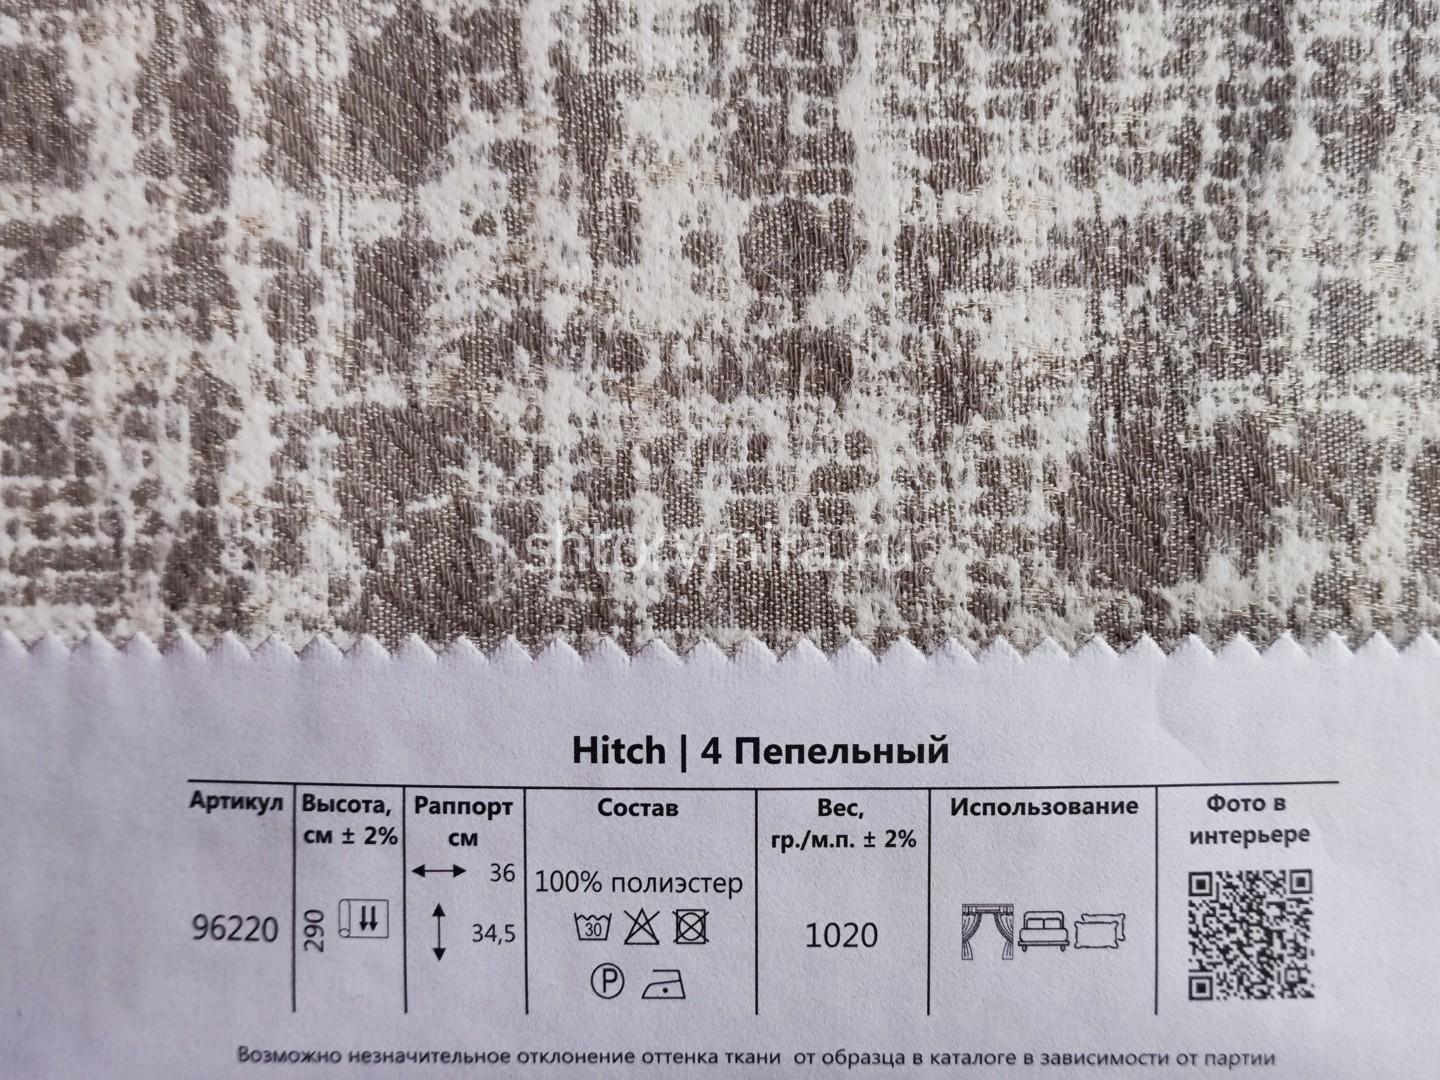 shtorymira.ru
Hitch | 4 Пепельный
Артикул
96220
Высота,
см ± 2%
290
Раппорт
см
36
34,5
Состав
100% полиэстер
30
P
Вес,
гр./м.п. ± 2%
1020
Использование
Фото в
интерьере
Возможно незначительное отклонение оттенка ткани от образца в каталоге в зависимости от партии